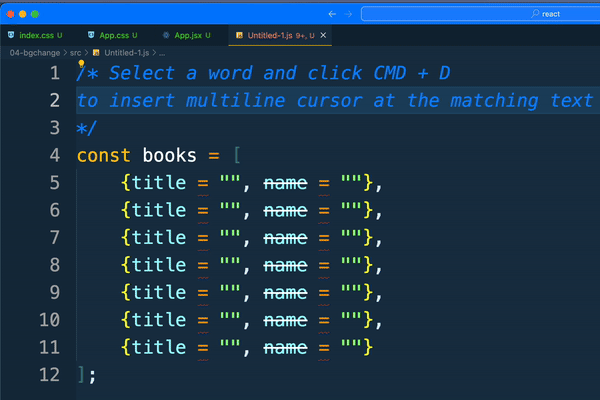 react
index.css U App.css U App.jsx U Untitled-1.js 9+, U
04-bgchange > src > Untitled-1.js > ...
1 /* Select a word and click CMD + D
2 to insert multiline cursor at the matching text
3 */
4 const books = [
5 {title = "", name = ""},
6 {title = "", name = ""},
7 {title = "", name = ""},
8 {title = "", name = ""},
9 {title = "", name = ""},
10 {title = "", name = ""},
11 {title = "", name = ""}
12 ];